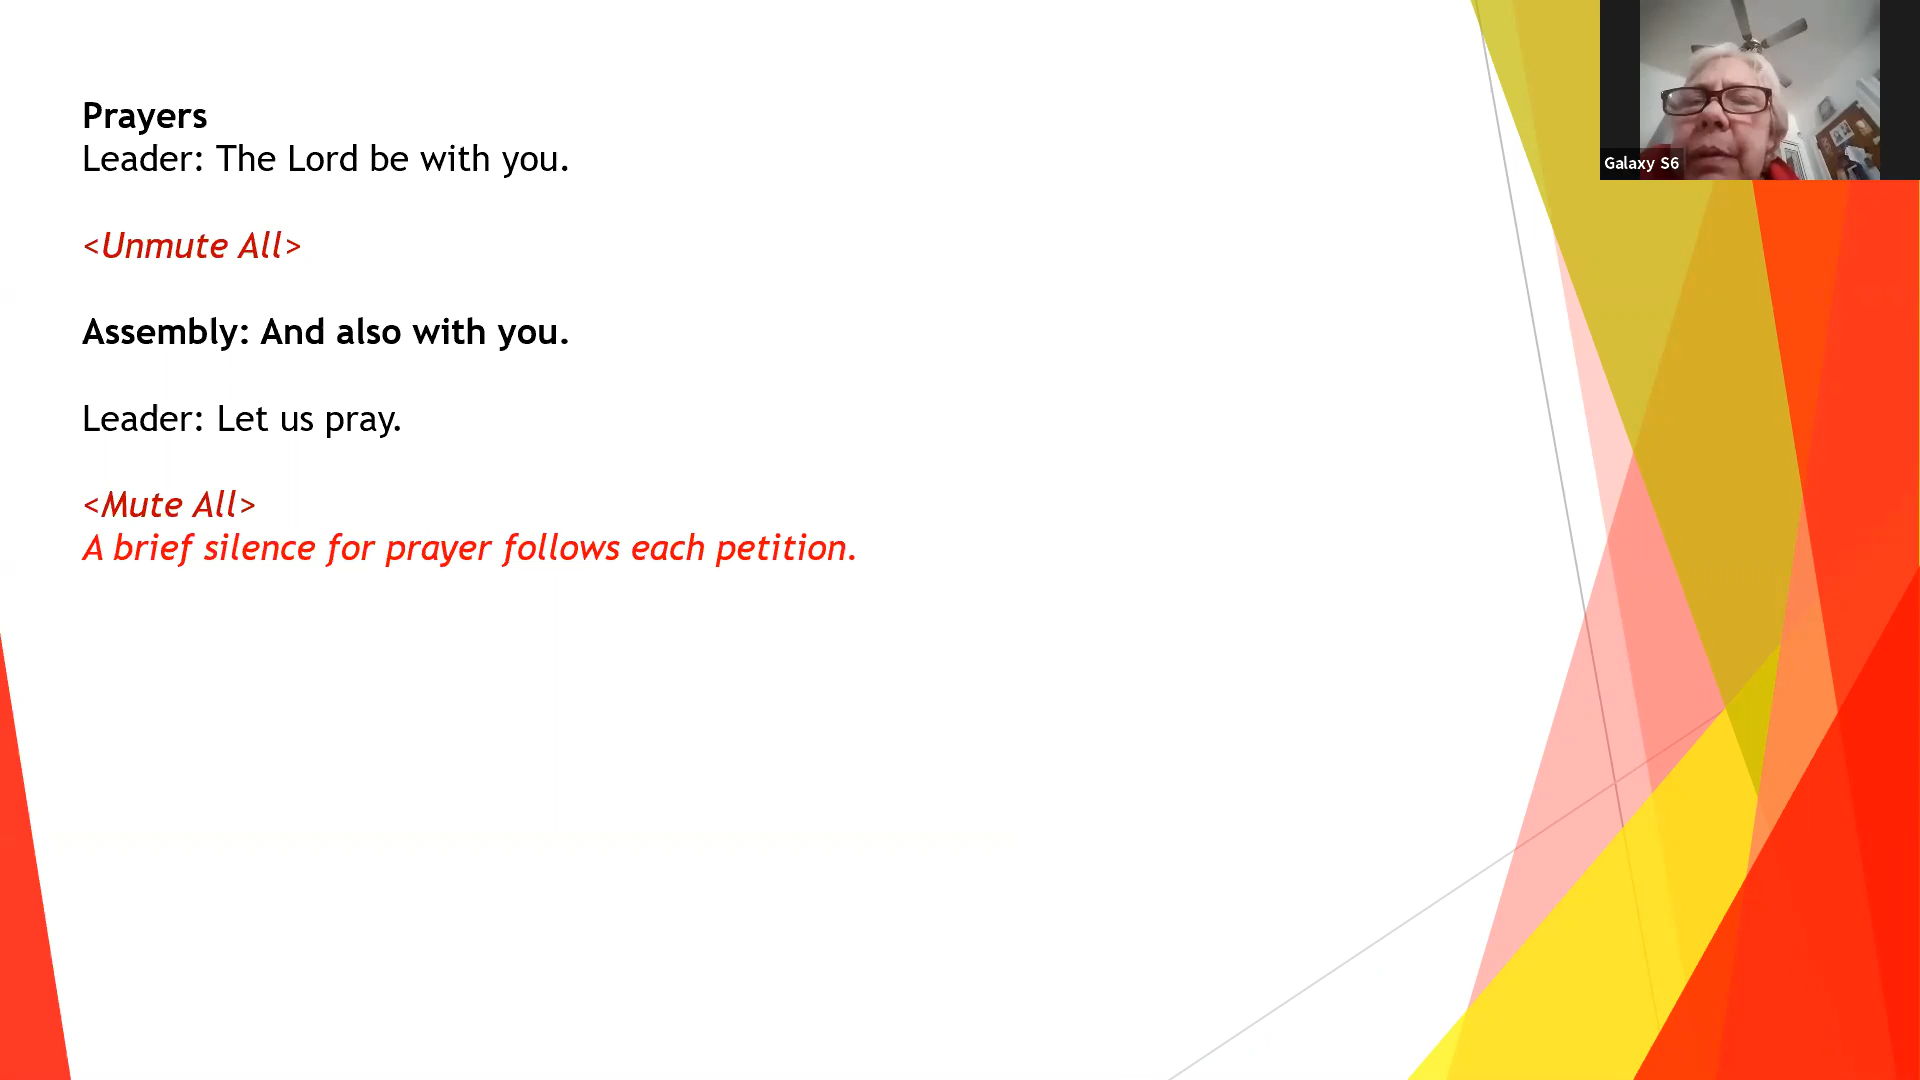 Prayers
Leader: The Lord be with you.
<Unmute All>
Assembly: And also with you.
Leader: Let us pray.
<Mute All>
A brief silence for prayer follows each petition.
Galaxy S6